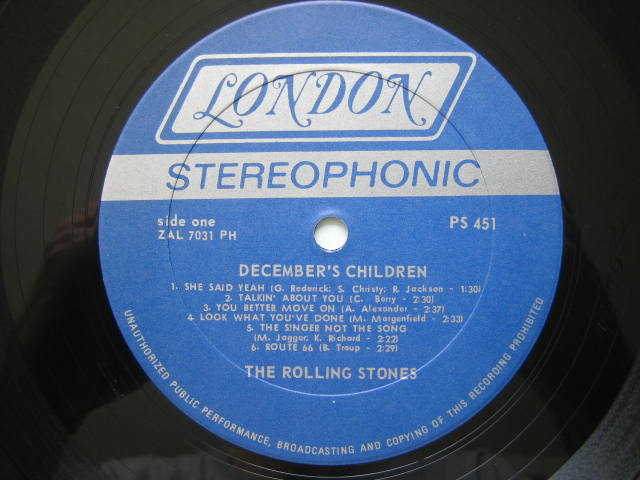 LONDON
STEREOPHONIC
side one PS 451
ZAL 7031 PH
DECEMBER'S CHILDREN
1- SHE SAID YEAH (G. Roderick; S. Christy; R. Jackson - 1:30)
2- TALKIN' ABOUT YOU (C. Berry - 2:30)
3- YOU BETTER MOVE ON (A. Alexander - 2:37)
4- LOOK WHAT YOU'VE DONE (M. Margenfield - 2:33)
5- THE SINGER NOT THE SONG
(M. Jagger; K. Richard - 2:22)
6- ROUTE 66 (B. Troup - 2:29)
THE ROLLING STONES
UNAUTHORIZED PUBLIC PERFORMANCE, BROADCASTING AND COPYING OF THIS RECORDING PROHIBITED